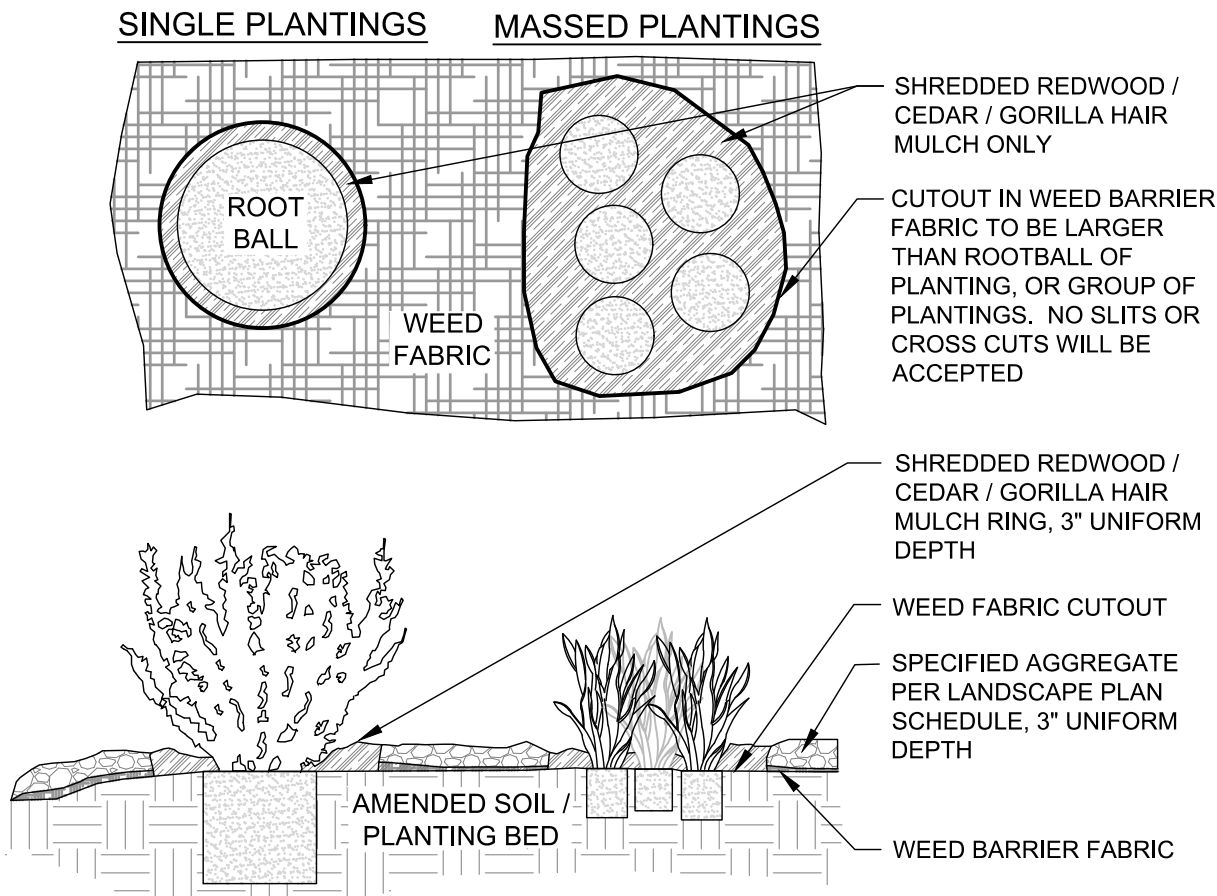 SINGLE PLANTINGS
MASSED PLANTINGS
SHREDDED REDWOOD /
CEDAR / GORILLA HAIR
MULCH ONLY
ROOT
BALL
CUTOUT IN WEED BARRIER
FABRIC TO BE LARGER
THAN ROOTBALL OF
PLANTING, OR GROUP OF
PLANTINGS. NO SLITS OR
CROSS CUTS WILL BE
ACCEPTED
WEED
FABRIC
SHREDDED REDWOOD /
CEDAR / GORILLA HAIR
MULCH RING, 3" UNIFORM
DEPTH
WEED FABRIC CUTOUT
SPECIFIED AGGREGATE
PER LANDSCAPE PLAN
SCHEDULE, 3" UNIFORM
DEPTH
AMENDED SOIL /
PLANTING BED
WEED BARRIER FABRIC